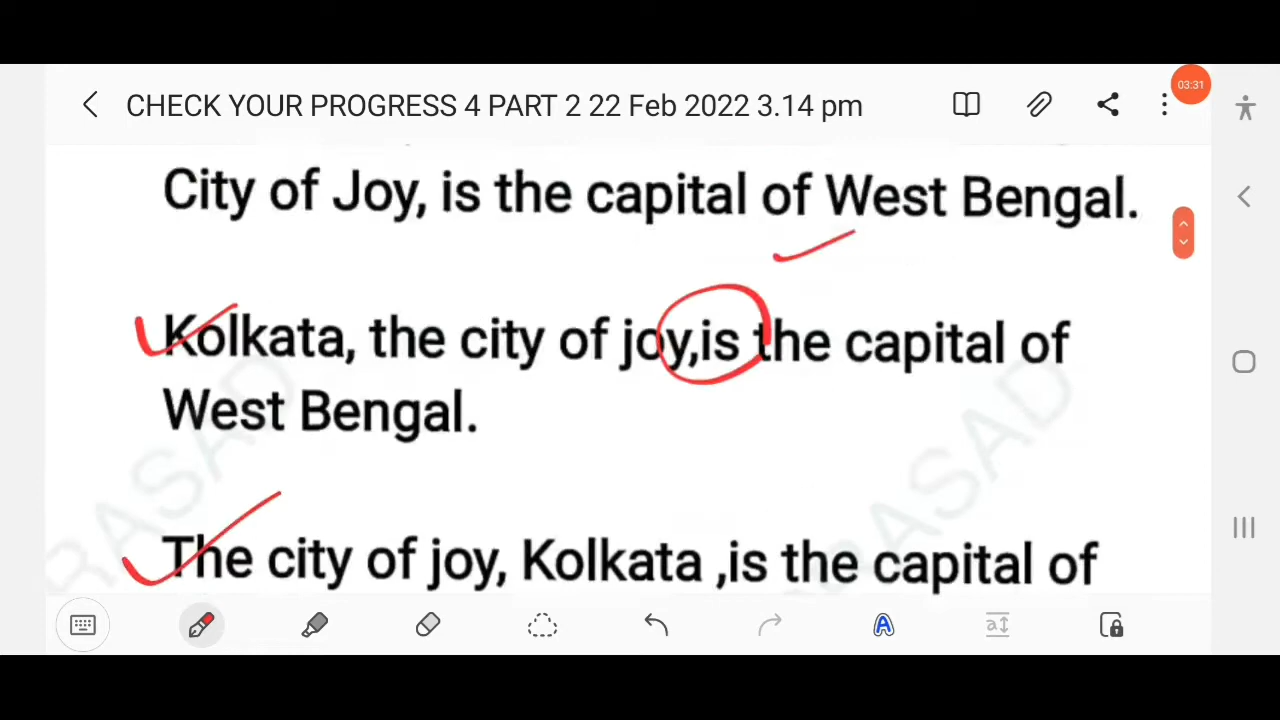 03:31
CHECK YOUR PROGRESS 4 PART 2 22 Feb 2022 3.14 pm
City of Joy, is the capital of West Bengal.
Kolkata, the city of joy,is the capital of
West Bengal.
RASAD
RASAD
The city of joy, Kolkata ,is the capital of